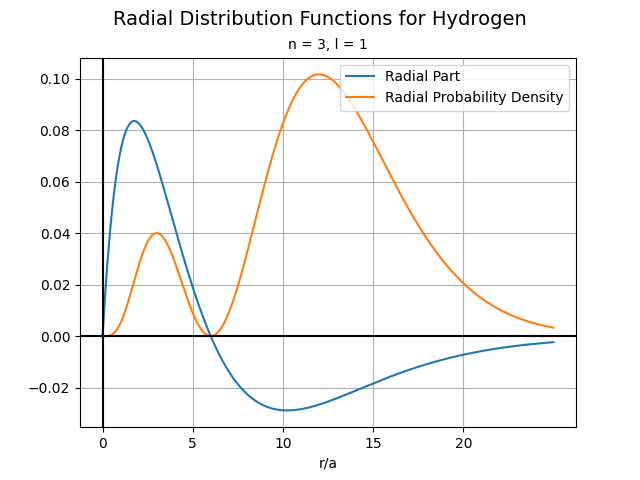 Radial Distribution Functions for Hydrogen
n = 3, l = 1
Radial Part
Radial Probability Density
0.10
0.08
0.06
0.04
0.02
0.00
−0.02
0 5 10 15 20
r/a